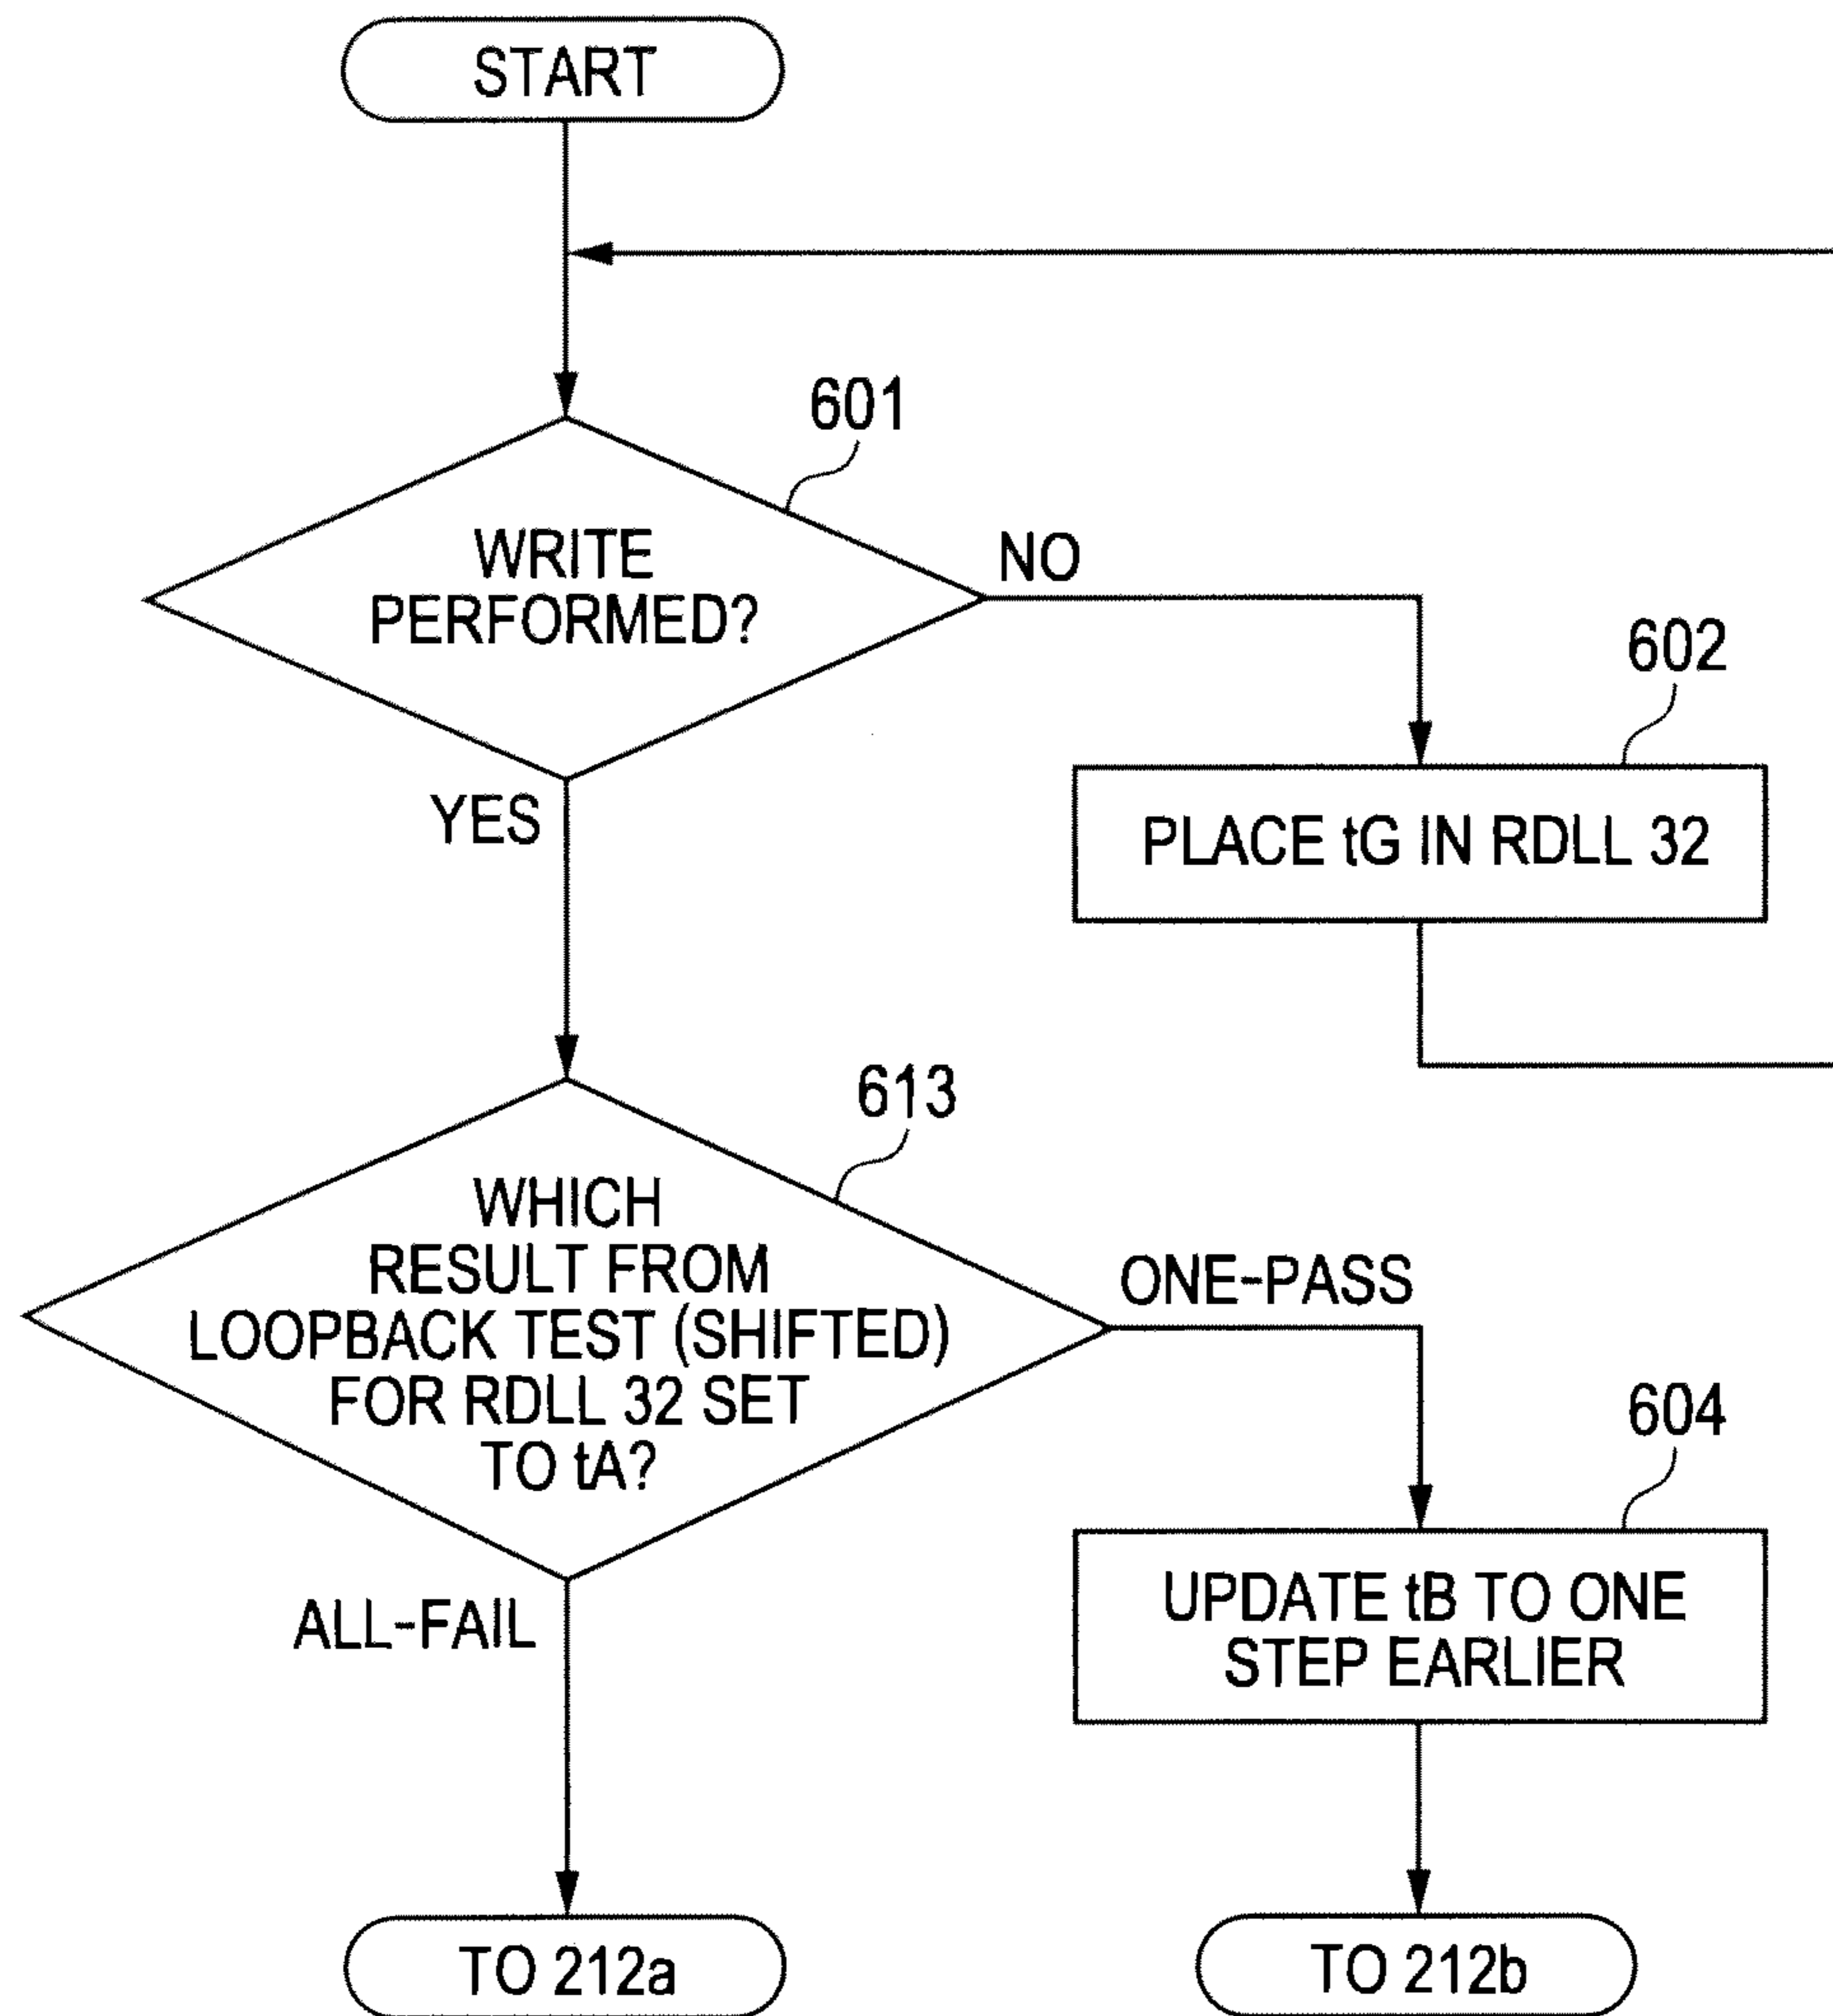 START
601
WRITE
PERFORMED?
NO
YES
602
PLACE tG IN RDLL 32
613
WHICH
RESULT FROM
LOOPBACK TEST (SHIFTED)
FOR RDLL 32 SET
TO tA?
ONE-PASS
ALL-FAIL
604
UPDATE tB TO ONE
STEP EARLIER
TO 212a
TO 212b